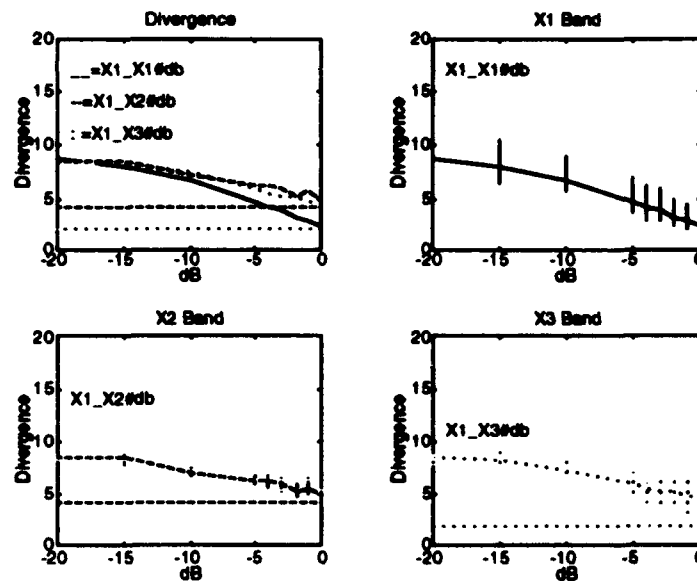 Divergence
20
15
10
5
0
Divergence
__=X1_X1#db
--=X1_X2#db
:=X1_X3#db
-20 -15 -10 -5 0
dB
X1 Band
20
15
10
5
0
Divergence
X1_X1#db
-20 -15 -10 -5 0
dB
X2 Band
20
15
10
5
0
Divergence
X1_X2#db
-20 -15 -10 -5 0
dB
X3 Band
20
15
10
5
0
Divergence
X1_X3#db
-20 -15 -10 -5 0
dB